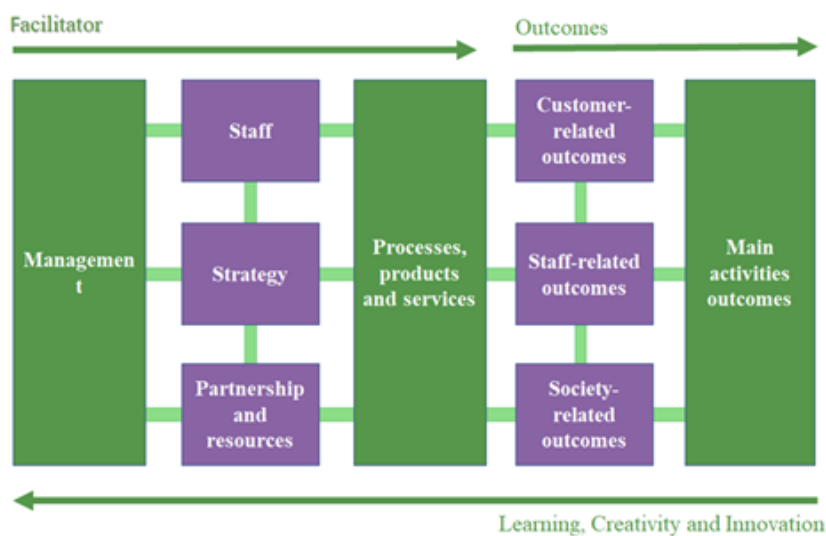 Facilitator
Outcomes
Managemen
t
Staff
Strategy
Partnership
and
resources
Processes,
products
and services
Customer-
related
outcomes
Staff-related
outcomes
Society-
related
outcomes
Main
activities
outcomes
Learning, Creativity and Innovation